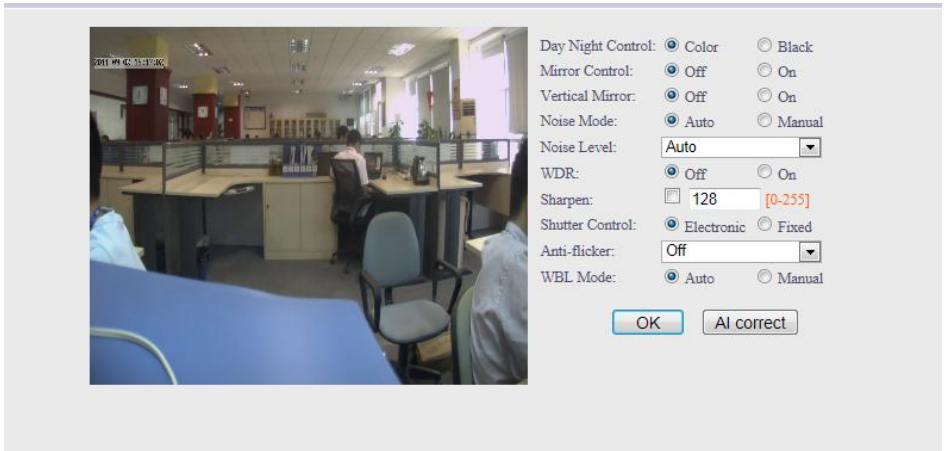 Day Night Control: Color Black
Mirror Control: Off On
Vertical Mirror: Off On
Noise Mode: Auto Manual
Noise Level: Auto
WDR: Off On
Sharpen: 128 [0-255]
Shutter Control: Electronic Fixed
Anti-flicker: Off
WBL Mode: Auto Manual
OK AI correct